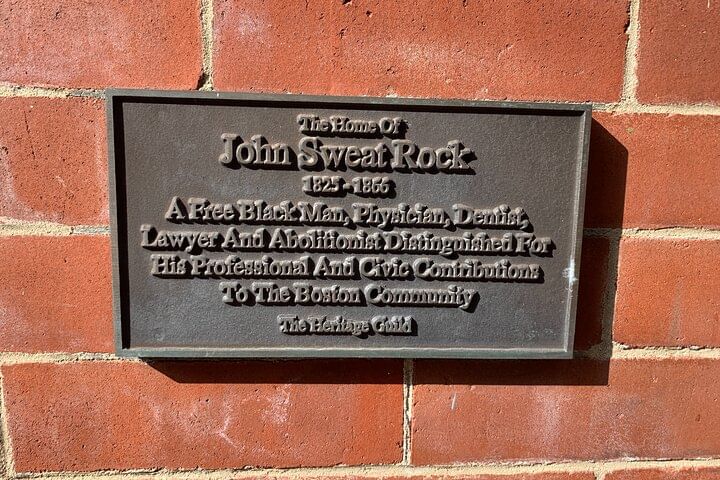 The Home Of
John Sweat Rock
1825-1866
A Free Black Man, Physician, Dentist,
Lawyer And Abolitionist Distinguished For
His Professional And Civic Contributions
To The Boston Community
The Heritage Guild